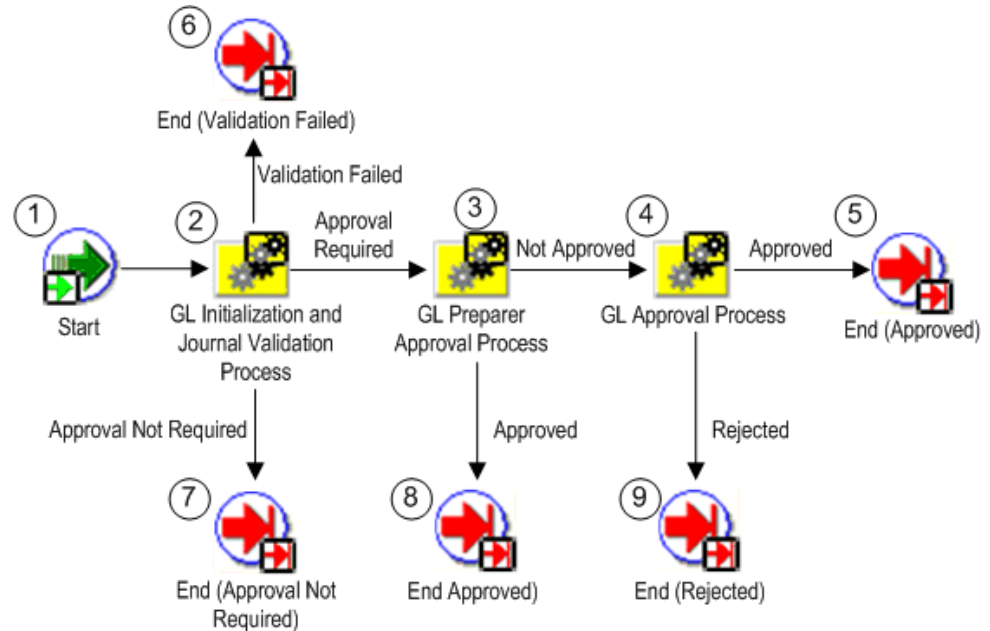 6
End (Validation Failed)
Validation Failed
1
Start
2
GL Initialization and
Journal Validation
Process
Approval
Required
3
GL Preparer
Approval Process
Not Approved
4
GL Approval Process
Approved
5
End (Approved)
Approval Not Required
Approved
Rejected
7
End (Approval Not
Required)
8
End Approved)
9
End (Rejected)